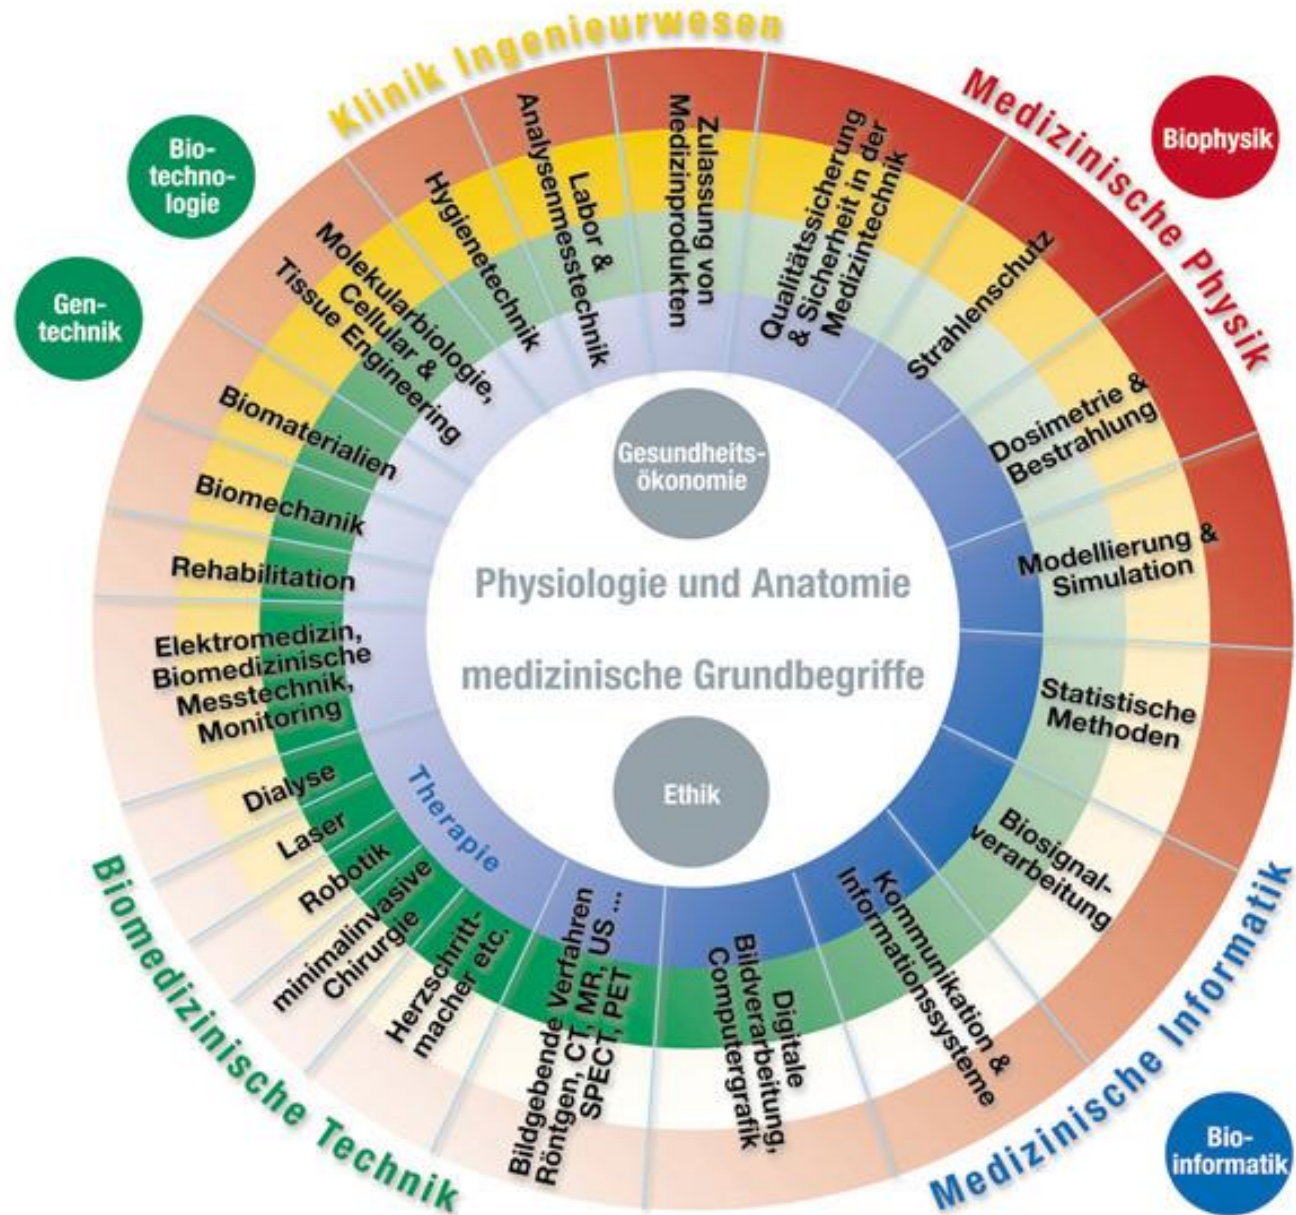 Klinik Ingenieurwesen
Medizinische Physik
Biophysik
Bio-
techno-
logie
Gen-
technik
Zulassung von
Medizinprodukten
Qualitätssicherung
& Sicherheit in der
Medizintechnik
Strahlenschutz
Dosimetrie &
Bestrahlung
Modellierung &
Simulation
Statistische
Methoden
Biosignal-
verarbeitung
Kommunikation &
Informationssysteme
Digitale
Bildverarbeitung,
Computergrafik
Bildgebende Verfahren
Röntgen, CT, MR, US ...
SPECT, PET
Herzschritt-
macher etc.
minimalinvasive
Chirurgie
Robotik
Laser
Dialyse
Therapie
Elektromedizin,
Biomedizinische
Messtechnik,
Monitoring
Rehabilitation
Biomechanik
Biomaterialien
Molekularbiologie,
Cellular &
Tissue Engineering
Hygienetechnik
Labor &
Analysenmesstechnik
Gesundheits-
ökonomie
Physiologie und Anatomie
medizinische Grundbegriffe
Ethik
Biomedizinische Technik
Medizinische Informatik
Bio-
informatik